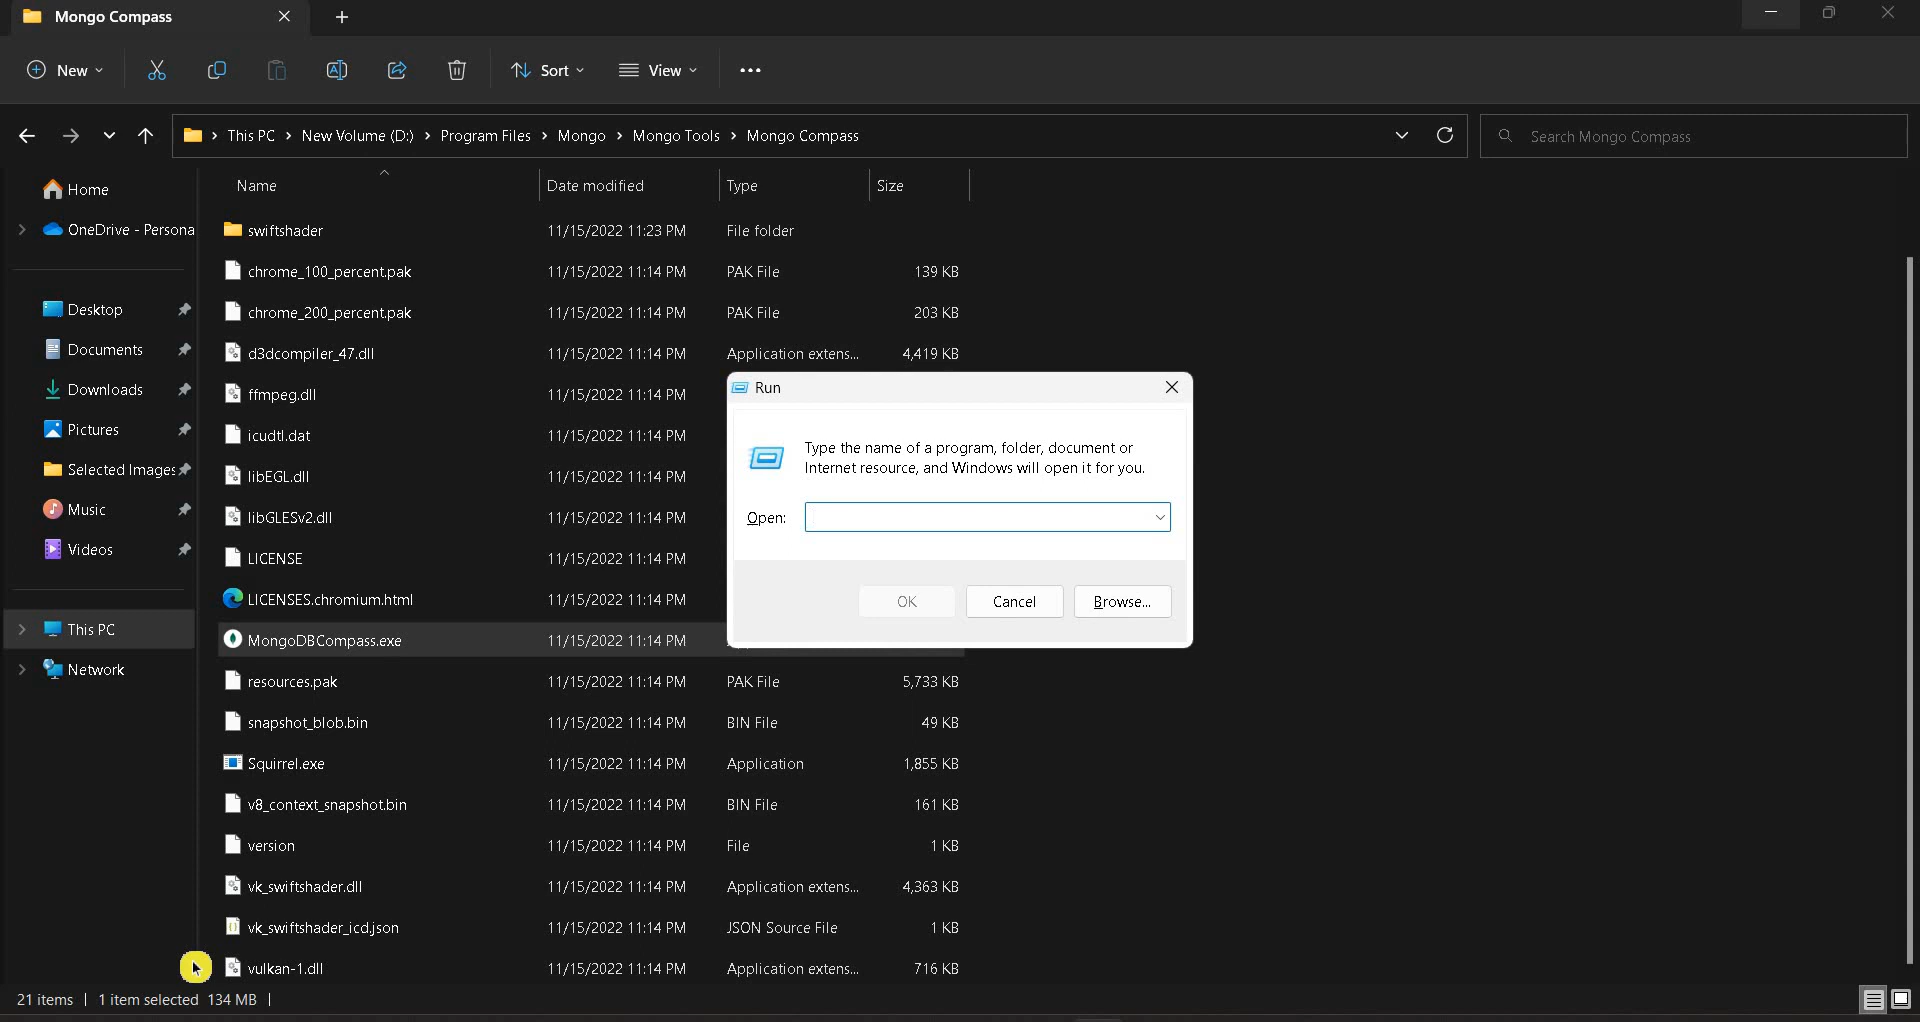 Mongo Compass
New
Sort
View
This PC > New Volume (D:) > Program Files > Mongo > Mongo Tools > Mongo Compass
Search Mongo Compass
Home
OneDrive - Persona
Desktop
Documents
Downloads
Pictures
Selected Images
Music
Videos
This PC
Network
Name Date modified Type Size
swiftshader 11/15/2022 11:23 PM File folder
chrome_100_percent.pak 11/15/2022 11:14 PM PAK File 139 KB
chrome_200_percent.pak 11/15/2022 11:14 PM PAK File 203 KB
d3dcompiler_47.dll 11/15/2022 11:14 PM Application extens... 4,419 KB
ffmpeg.dll 11/15/2022 11:14 PM
icudtl.dat 11/15/2022 11:14 PM
libEGL.dll 11/15/2022 11:14 PM
libGLESv2.dll 11/15/2022 11:14 PM
LICENSE 11/15/2022 11:14 PM
LICENSES.chromium.html 11/15/2022 11:14 PM
MongoDBCompass.exe 11/15/2022 11:14 PM
resources.pak 11/15/2022 11:14 PM PAK File 5,733 KB
snapshot_blob.bin 11/15/2022 11:14 PM BIN File 49 KB
Squirrel.exe 11/15/2022 11:14 PM Application 1,855 KB
v8_context_snapshot.bin 11/15/2022 11:14 PM BIN File 161 KB
version 11/15/2022 11:14 PM File 1 KB
vk_swiftshader.dll 11/15/2022 11:14 PM Application extens... 4,363 KB
vk_swiftshader_icd.json 11/15/2022 11:14 PM JSON Source File 1 KB
vulkan-1.dll 11/15/2022 11:14 PM Application extens... 716 KB
Run
Type the name of a program, folder, document or
Internet resource, and Windows will open it for you.
Open:
OK Cancel Browse...
21 items | 1 item selected 134 MB |